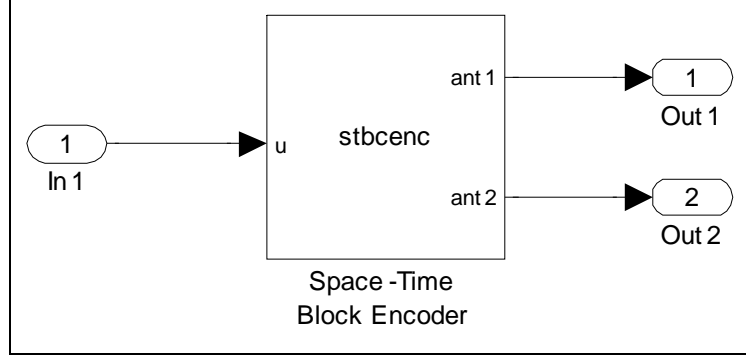 ant 1
1
Out 1
1
In 1
u
stbcenc
ant 2
2
Out 2
Space -Time
Block Encoder